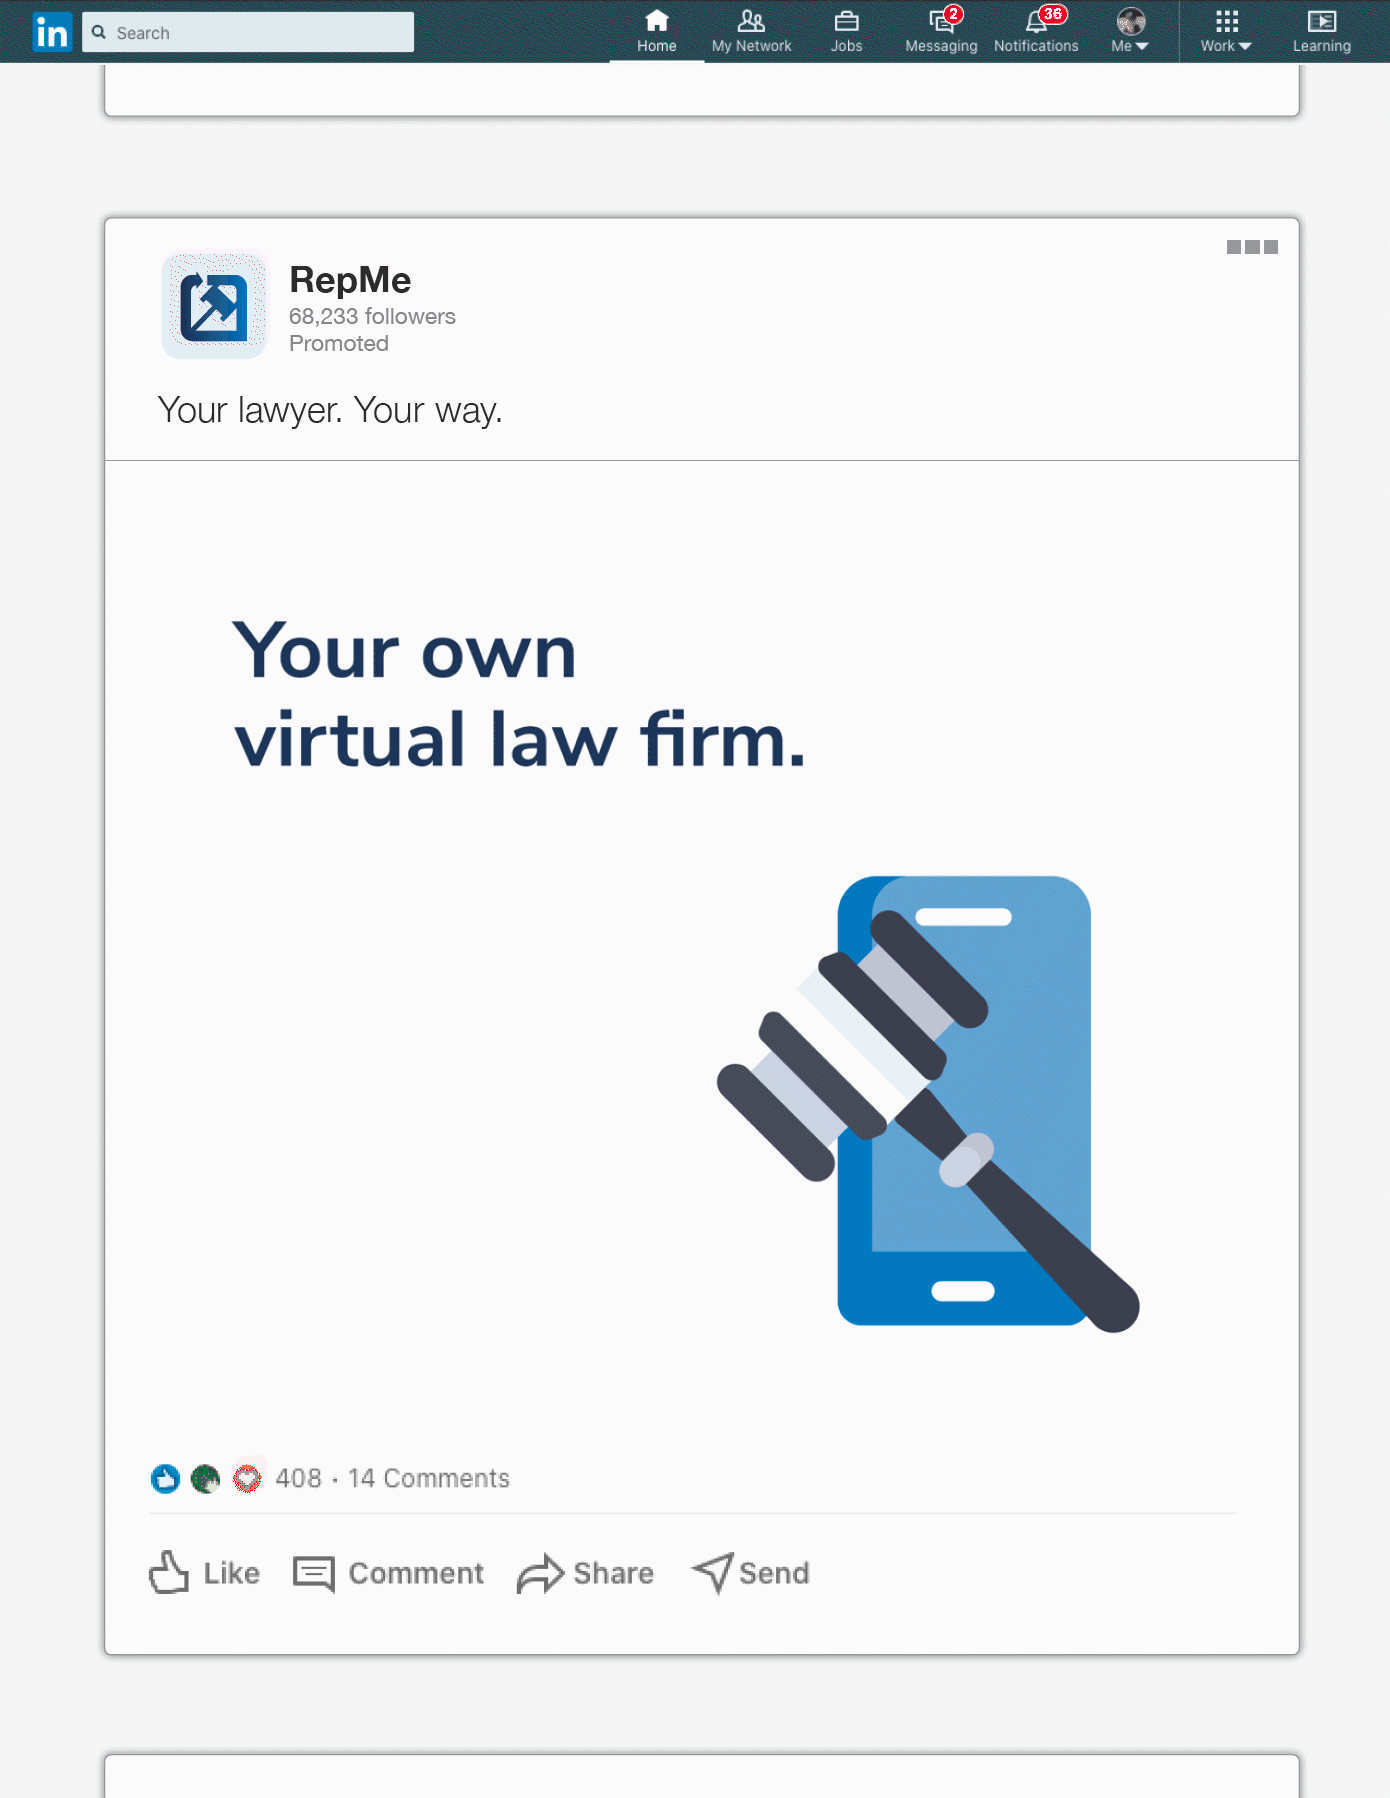 in
Search
Home
My Network
Jobs
2
Messaging
36
Notifications
Me
Work
Learning
RepMe
68,233 followers
Promoted
Your lawyer. Your way.
Your own
virtual law firm.
408 · 14 Comments
Like
Comment
Share
Send